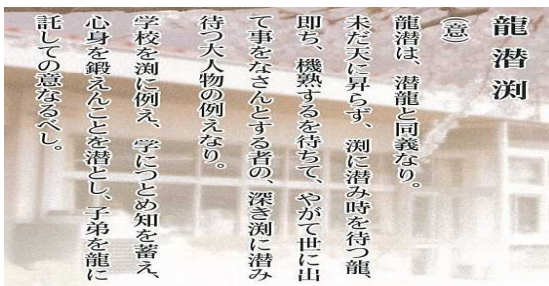 龍潜渕
（意）
龍潜は、潜龍と同義なり。
未だ天に昇らず、渕に潜み時を待つ龍、
即ち、機熟するを待ちて、やがて世に出
て事をなさんとする者の、深き渕に潜み
待つ大人物の例えなり。
学校を渕に例え、学につとめ知を蓄え、
心身を鍛えんことを潜とし、子弟を龍に
託しての意なるべし。